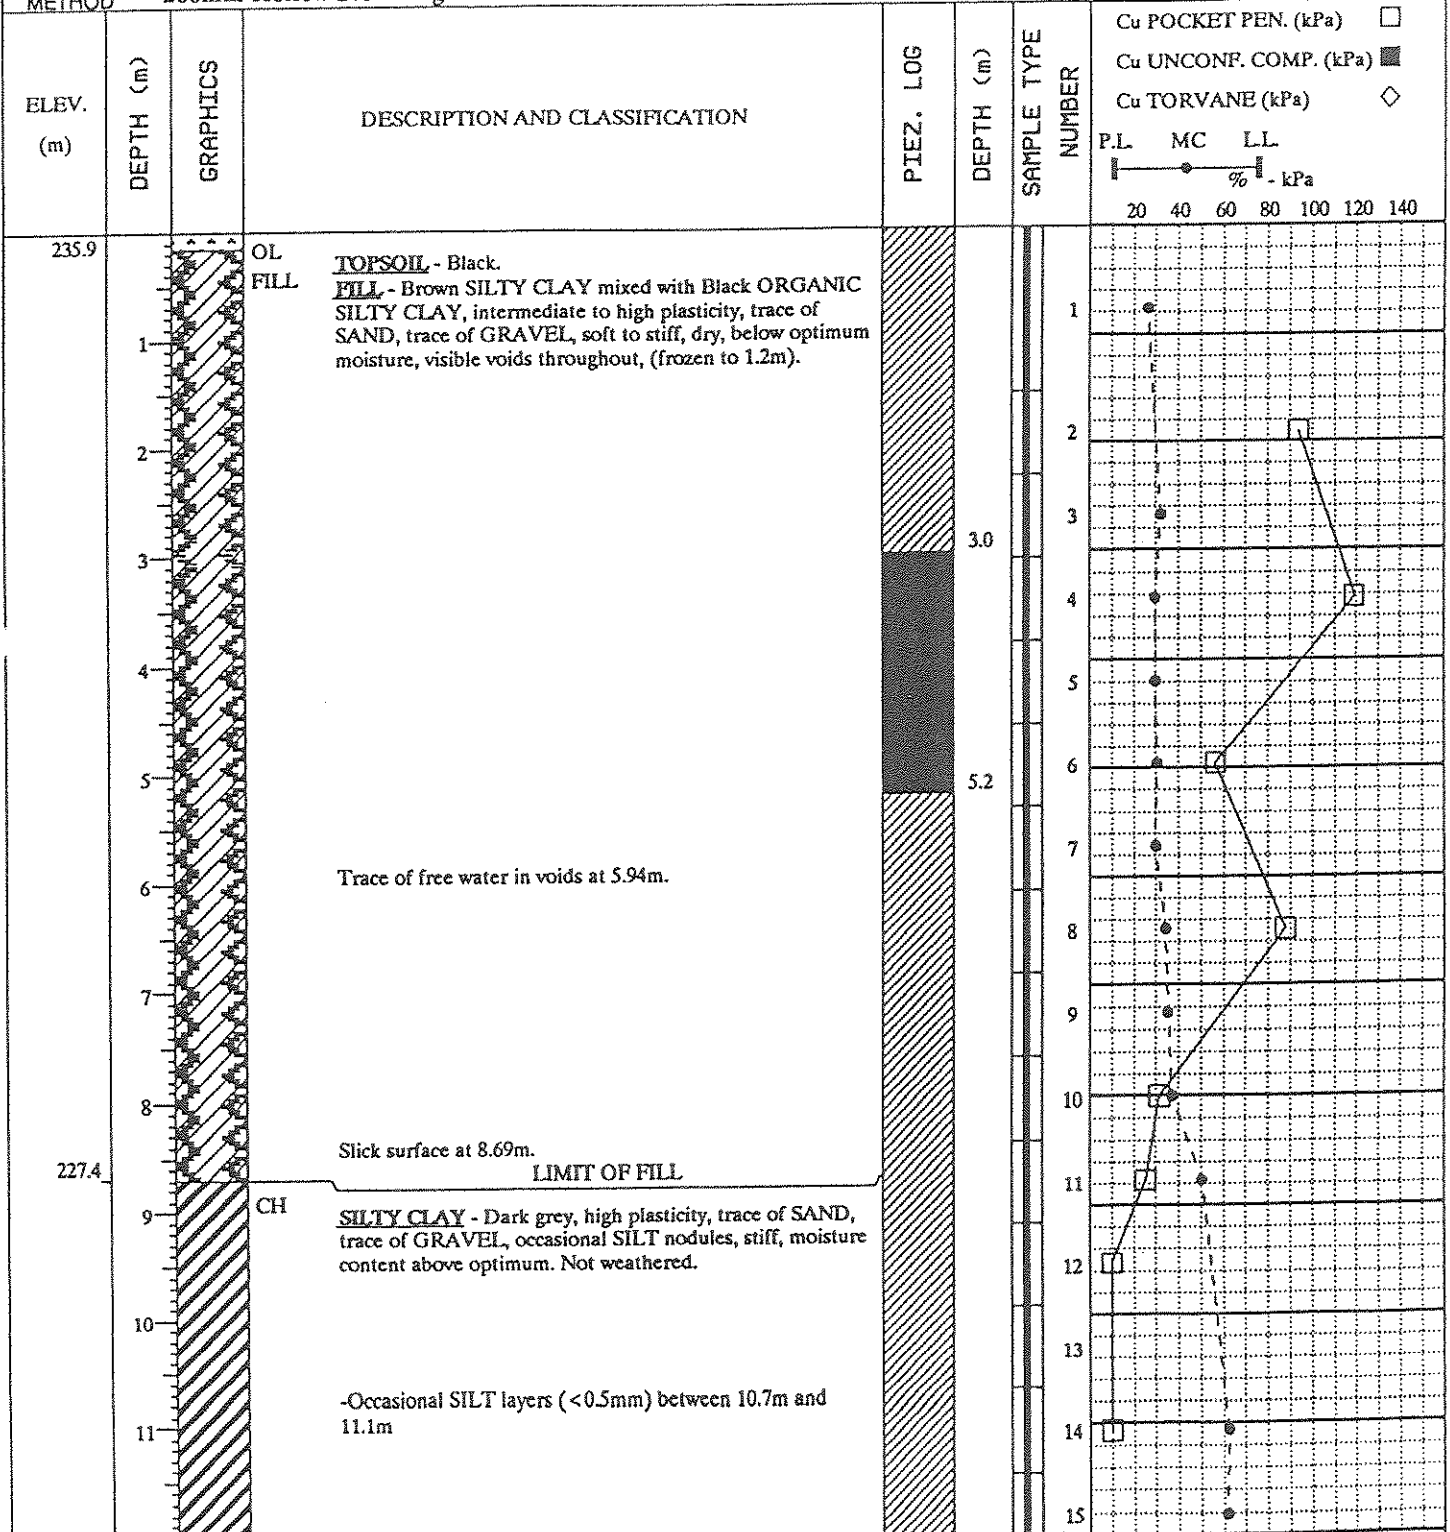 METHOD
Cu POCKET PEN. (kPa)
Cu UNCONF. COMP. (kPa)
Cu TORVANE (kPa)
P.L. MC L.L.
% - kPa
20 40 60 80 100 120 140
ELEV.
(m)
DEPTH (m)
GRAPHICS
DESCRIPTION AND CLASSIFICATION
PIEZ. LOG
DEPTH (m)
SAMPLE TYPE
NUMBER
235.9
OL
FILL
TOPSOIL - Black.
FILL - Brown SILTY CLAY mixed with Black ORGANIC
SILTY CLAY, intermediate to high plasticity, trace of
SAND, trace of GRAVEL, soft to stiff, dry, below optimum
moisture, visible voids throughout, (frozen to 1.2m).
1
1
2
2
3
3.0
3
4
4
5
5
5.2
6
7
Trace of free water in voids at 5.94m.
6
8
7
9
8
10
Slick surface at 8.69m.
227.4
LIMIT OF FILL
11
CH
9
SILTY CLAY - Dark grey, high plasticity, trace of SAND,
trace of GRAVEL, occasional SILT nodules, stiff, moisture
content above optimum. Not weathered.
12
10
13
-Occasional SILT layers (<0.5mm) between 10.7m and
11.1m
11
14
15